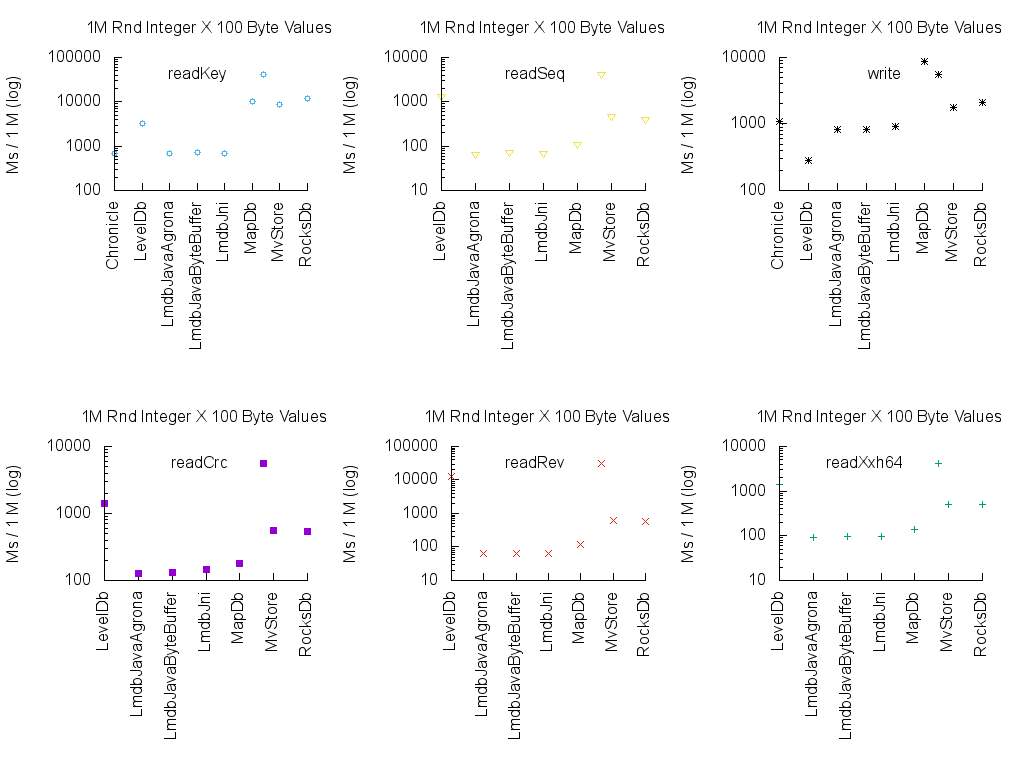 1M Rnd Integer X 100 Byte Values
Ms / 1 M (log)
100000
10000
1000
100
readKey
Chronicle
LevelDb
LmdbJavaAgrona
LmdbJavaByteBuffer
LmdbJni
MapDb
MvStore
RocksDb
1M Rnd Integer X 100 Byte Values
Ms / 1 M (log)
10000
1000
100
10
readSeq
LevelDb
LmdbJavaAgrona
LmdbJavaByteBuffer
LmdbJni
MapDb
MvStore
RocksDb
1M Rnd Integer X 100 Byte Values
Ms / 1 M (log)
10000
1000
100
write
Chronicle
LevelDb
LmdbJavaAgrona
LmdbJavaByteBuffer
LmdbJni
MapDb
MvStore
RocksDb
1M Rnd Integer X 100 Byte Values
Ms / 1 M (log)
10000
1000
100
readCrc
LevelDb
LmdbJavaAgrona
LmdbJavaByteBuffer
LmdbJni
MapDb
MvStore
RocksDb
1M Rnd Integer X 100 Byte Values
Ms / 1 M (log)
100000
10000
1000
100
10
readRev
LevelDb
LmdbJavaAgrona
LmdbJavaByteBuffer
LmdbJni
MapDb
MvStore
RocksDb
1M Rnd Integer X 100 Byte Values
Ms / 1 M (log)
10000
1000
100
10
readXxh64
LevelDb
LmdbJavaAgrona
LmdbJavaByteBuffer
LmdbJni
MapDb
MvStore
RocksDb